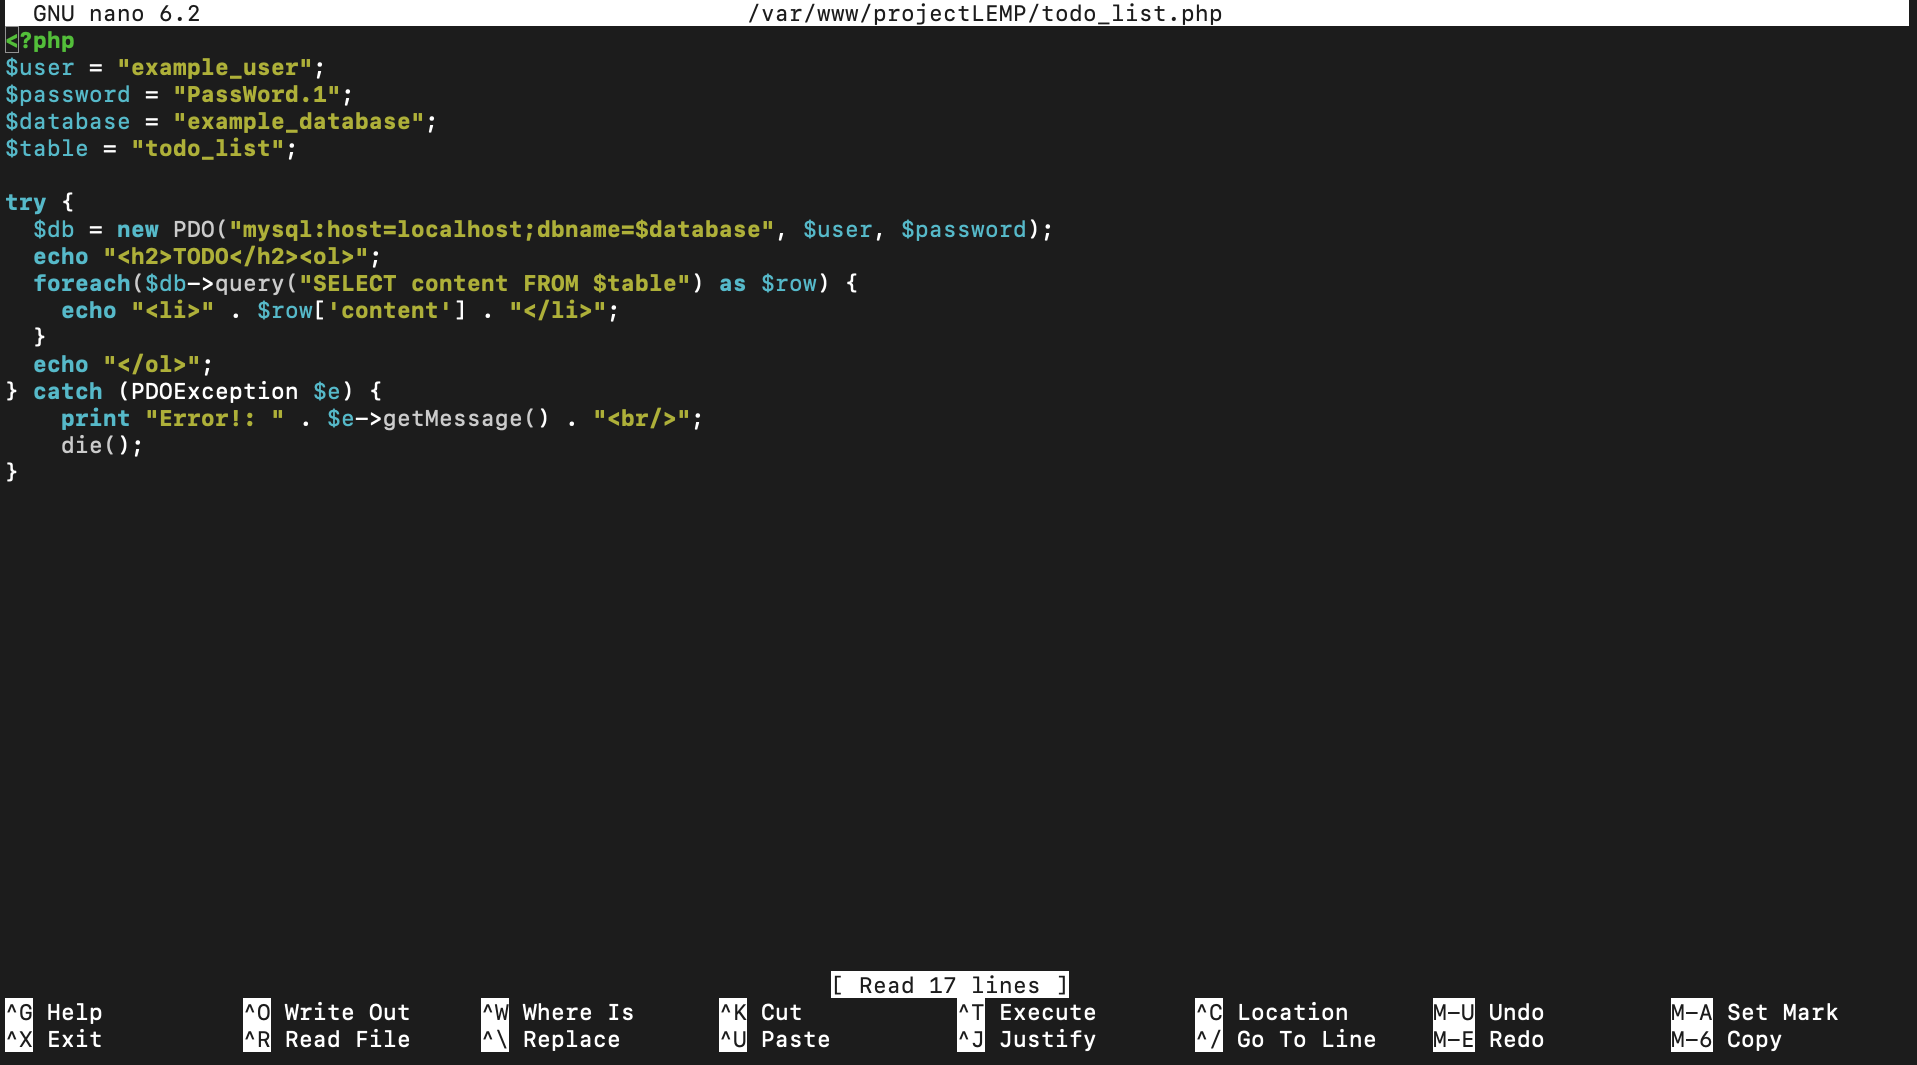 GNU nano 6.2 /var/www/projectLEMP/todo_list.php
<?php
$user = "example_user";
$password = "PassWord.1";
$database = "example_database";
$table = "todo_list";

try {
  $db = new PDO("mysql:host=localhost;dbname=$database", $user, $password);
  echo "<h2>TODO</h2><ol>";
  foreach($db->query("SELECT content FROM $table") as $row) {
    echo "<li>" . $row['content'] . "</li>";
  }
  echo "</ol>";
} catch (PDOException $e) {
    print "Error!: " . $e->getMessage() . "<br/>";
    die();
}
[ Read 17 lines ]
^G Help ^O Write Out ^W Where Is ^K Cut ^T Execute ^C Location M-U Undo M-A Set Mark
^X Exit ^R Read File ^\ Replace ^U Paste ^J Justify ^/ Go To Line M-E Redo M-6 Copy